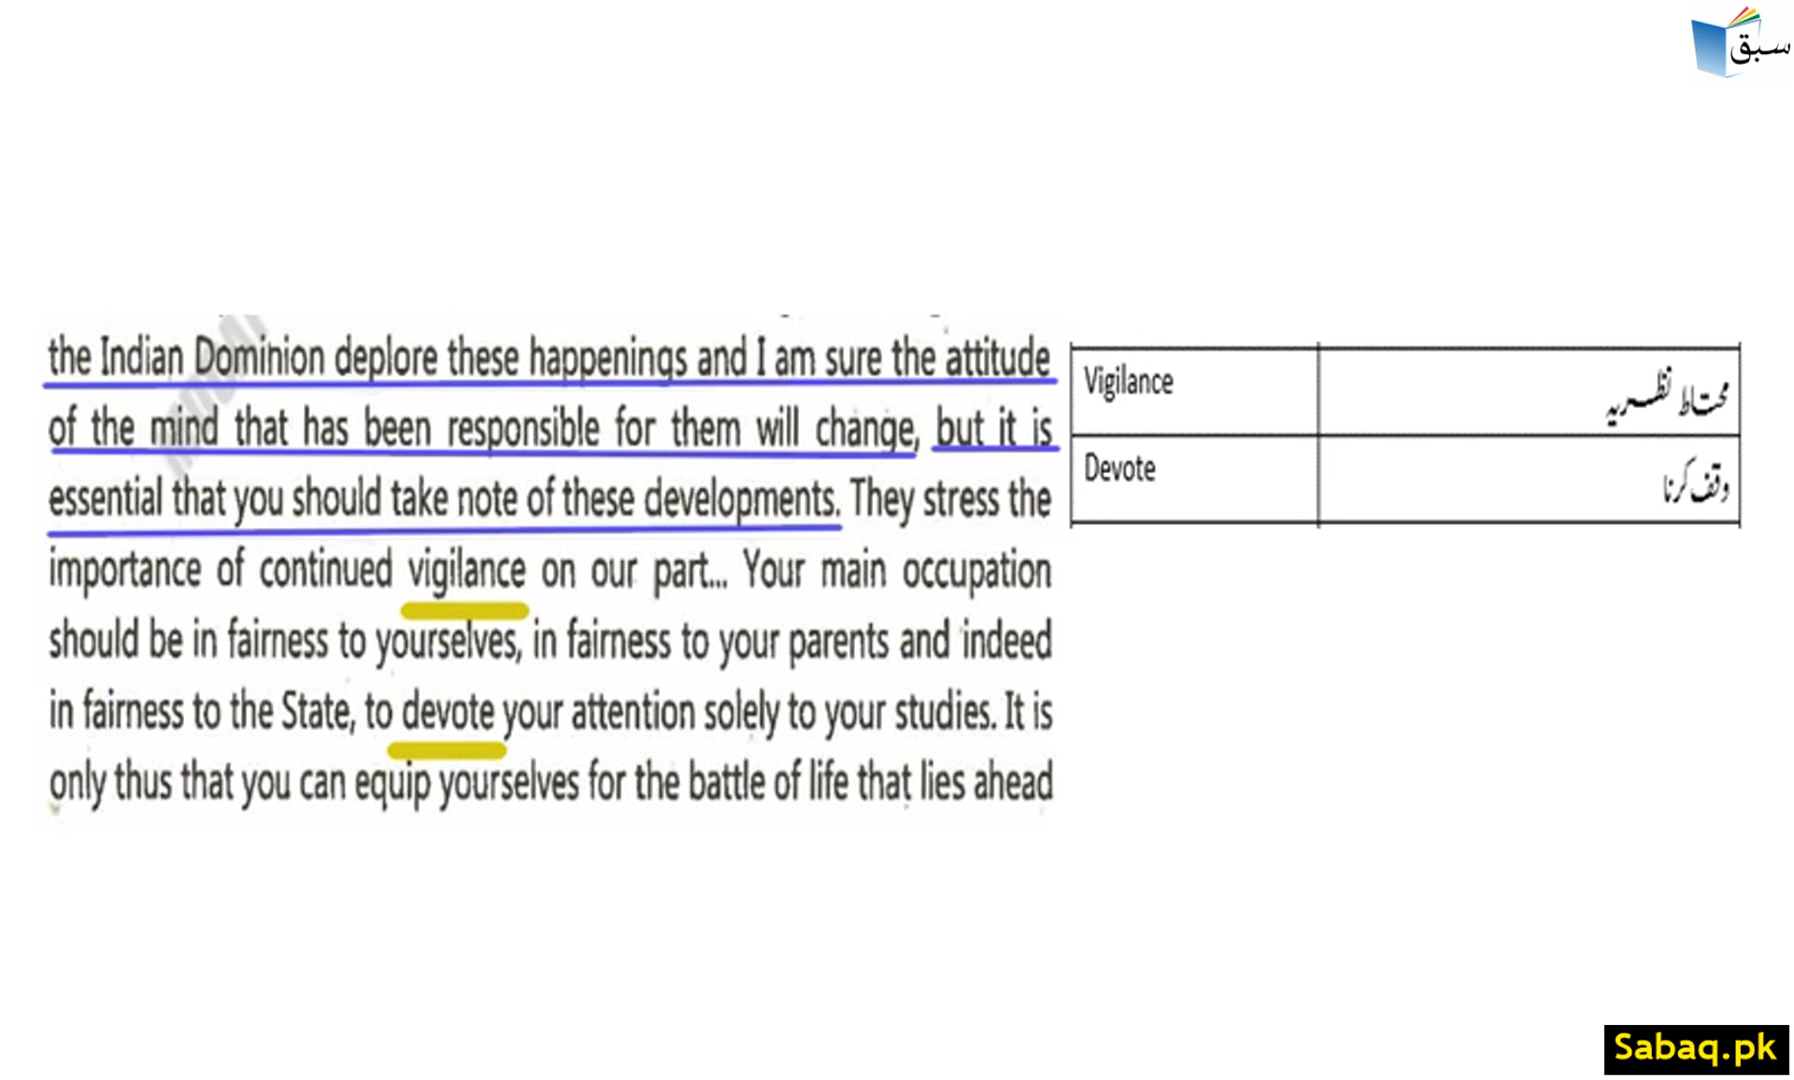 سبق
the Indian Dominion deplore these happenings and I am sure the attitude
of the mind that has been responsible for them will change, but it is
essential that you should take note of these developments. They stress the
importance of continued vigilance on our part... Your main occupation
should be in fairness to yourselves, in fairness to your parents and indeed
in fairness to the State, to devote your attention solely to your studies. It is
only thus that you can equip yourselves for the battle of life that lies ahead
Vigilance محتاط نظریہ
Devote وقف کرنا
Sabaq.pk